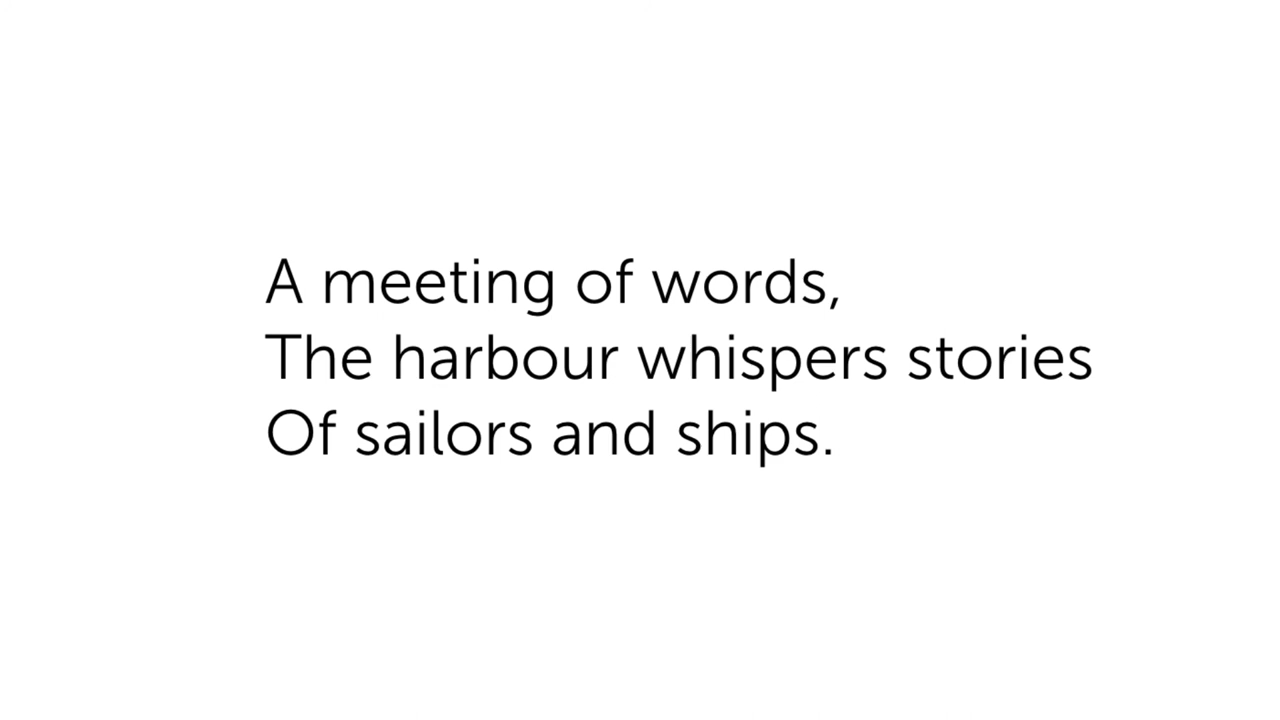 A meeting of words,
The harbour whispers stories
Of sailors and ships.